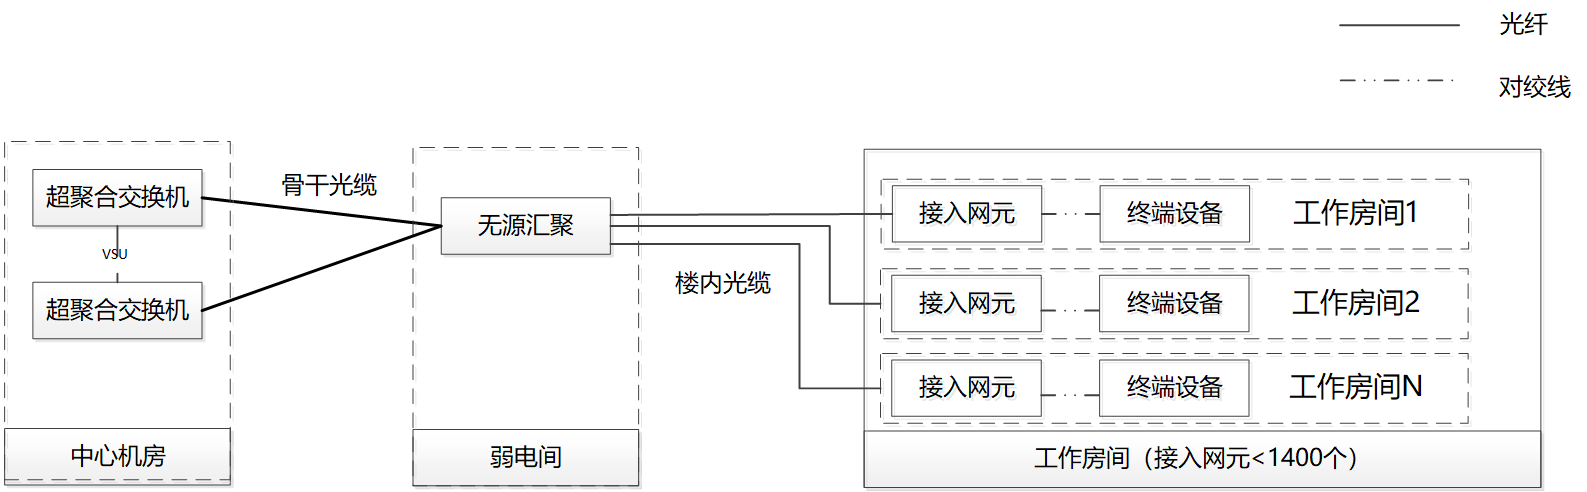 光纤
对绞线
超聚合交换机
VSU
超聚合交换机
中心机房
骨干光缆
无源汇聚
弱电间
楼内光缆
接入网元
终端设备
工作房间1
接入网元
终端设备
工作房间2
接入网元
终端设备
工作房间N
工作房间（接入网元<1400个）